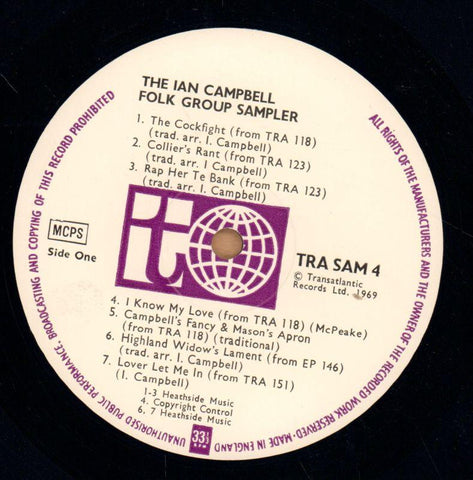 THE IAN CAMPBELL
FOLK GROUP SAMPLER
1. The Cockfight (from TRA 118)
(trad. arr. I. Campbell)
2. Collier's Rant (from TRA 123)
(trad. arr. I Campbell)
3. Rap Her Te Bank (from TRA 123)
(trad. arr. I. Campbell)
MCPS
Side One
it
TRA SAM 4
© Transatlantic
Records Ltd. 1969
4. I Know My Love (from TRA 118) (McPeake)
5. Campbell's Fancy & Mason's Apron
(from TRA 118) (traditional)
6. Highland Widow's Lament (from EP 146)
(trad. arr. I. Campbell)
7. Lover Let Me In (from TRA 151)
(I. Campbell)
1-3 Heathside Music
4. Copyright Control
6. 7 Heathside Music
33⅓
RPM
ALL RIGHTS OF THE MANUFACTURERS AND THE OWNER OF THE RECORDED WORK RESERVED-MADE IN ENGLAND
UNAUTHORISED PUBLIC PERFORMANCE, BROADCASTING AND COPYING OF THIS RECORD PROHIBITED